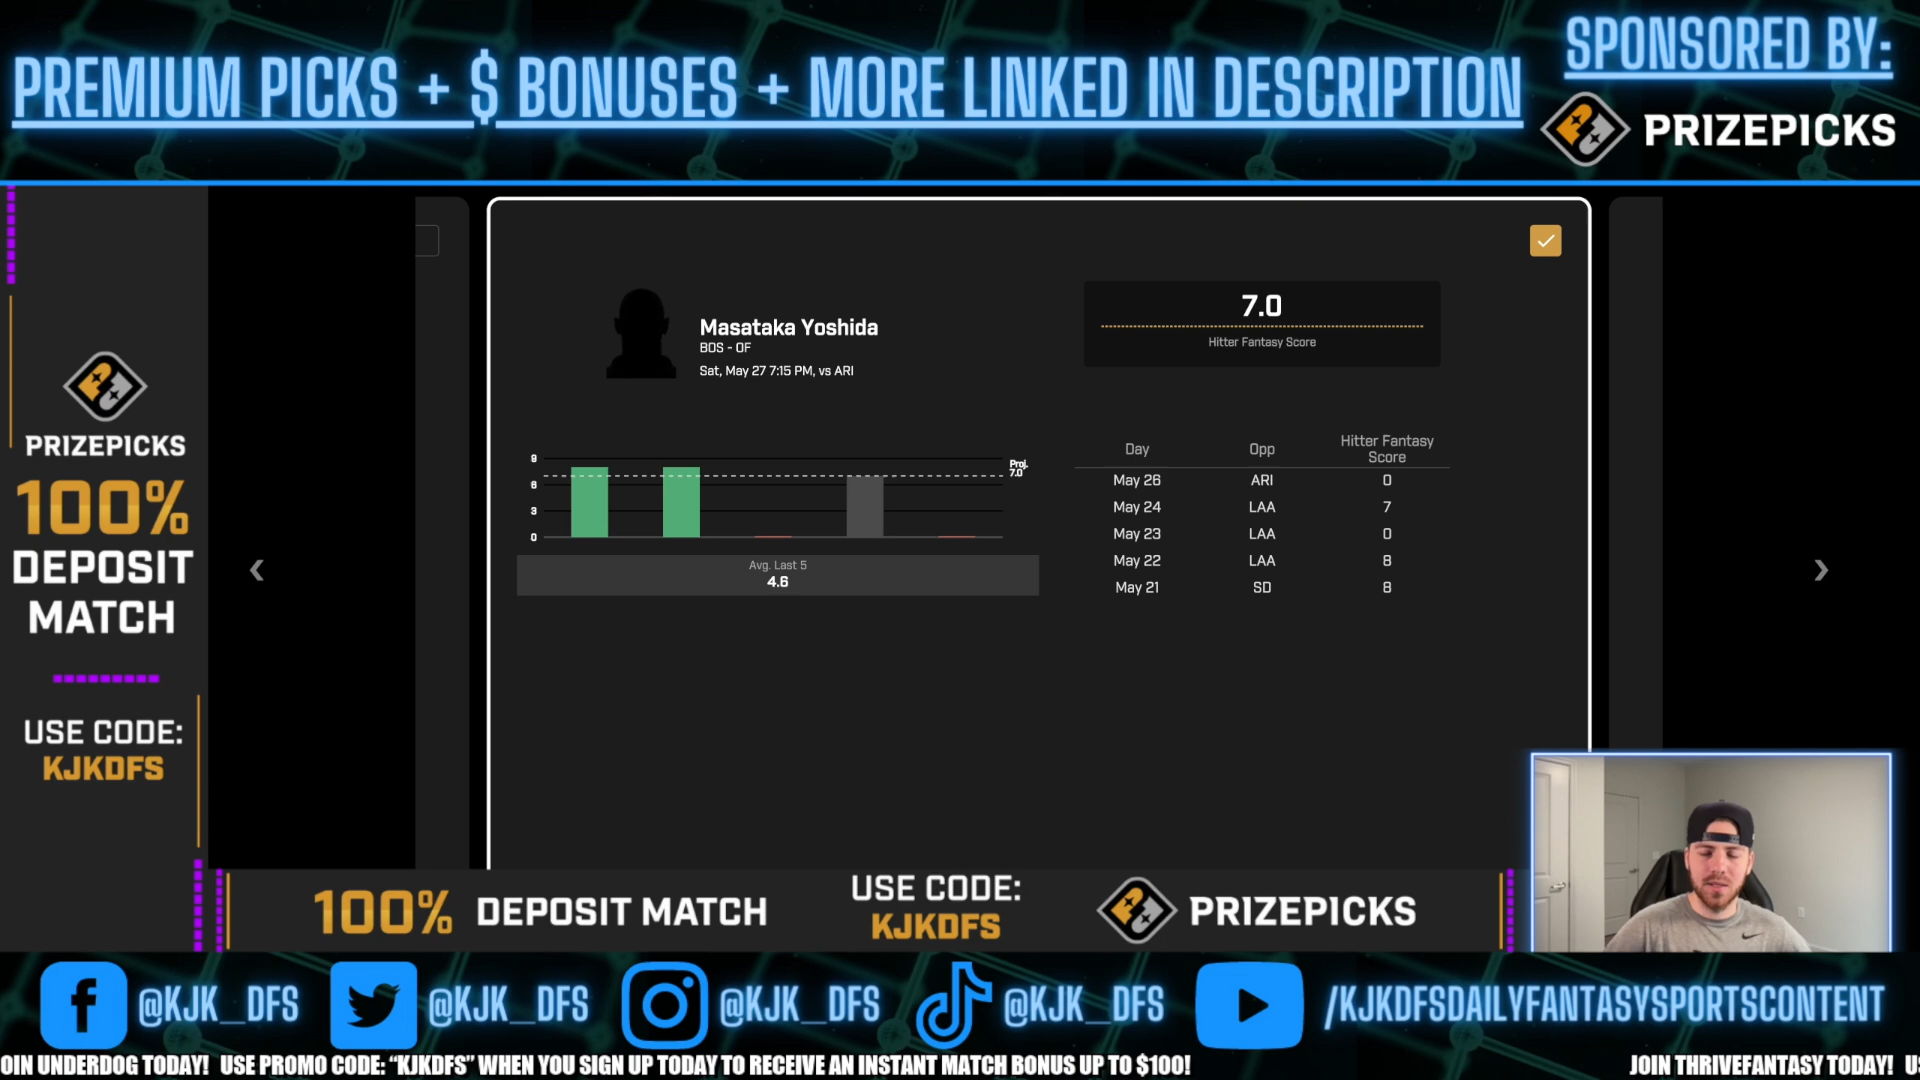 PREMIUM PICKS + $ BONUSES + MORE LINKED IN DESCRIPTION
SPONSORED BY:
PRIZEPICKS
PRIZEPICKS
100%
DEPOSIT
MATCH
USE CODE:
KJKDFS
Masataka Yoshida
BOS - OF
Sat, May 27 7:15 PM, vs ARI
7.0
Hitter Fantasy Score
9
6
3
0
Proj.
7.0
Avg. Last 5
4.6
Day Opp Hitter Fantasy Score
May 26 ARI 0
May 24 LAA 7
May 23 LAA 0
May 22 LAA 8
May 21 SD 8
100% DEPOSIT MATCH
USE CODE:
KJKDFS
PRIZEPICKS
@KJK_DFS @KJK_DFS @KJK_DFS @KJK_DFS /KJKDFSDAILYFANTASYSPORTSCONTENT
OIN UNDERDOG TODAY! USE PROMO CODE: “KJKDFS” WHEN YOU SIGN UP TODAY TO RECEIVE AN INSTANT MATCH BONUS UP TO $100! JOIN THRIVEFANTASY TODAY! U